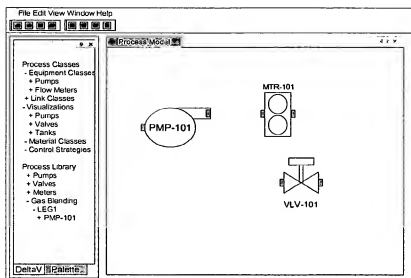 File Edit View Window Help
Process Model
Process Classes
- Equipment Classes
+ Pumps
+ Flow Meters
+ Link Classes
-Visualizations
+ Pumps
+ Valves
+ Tanks
- Material Classes
- Control Strategies
Process Library
+ Pumps
+ Valves
+ Meters
- Gas Blending
- LEG1
+ PMP-101
DeltaV Palette
PMP-101
MTR-101
VLV-101